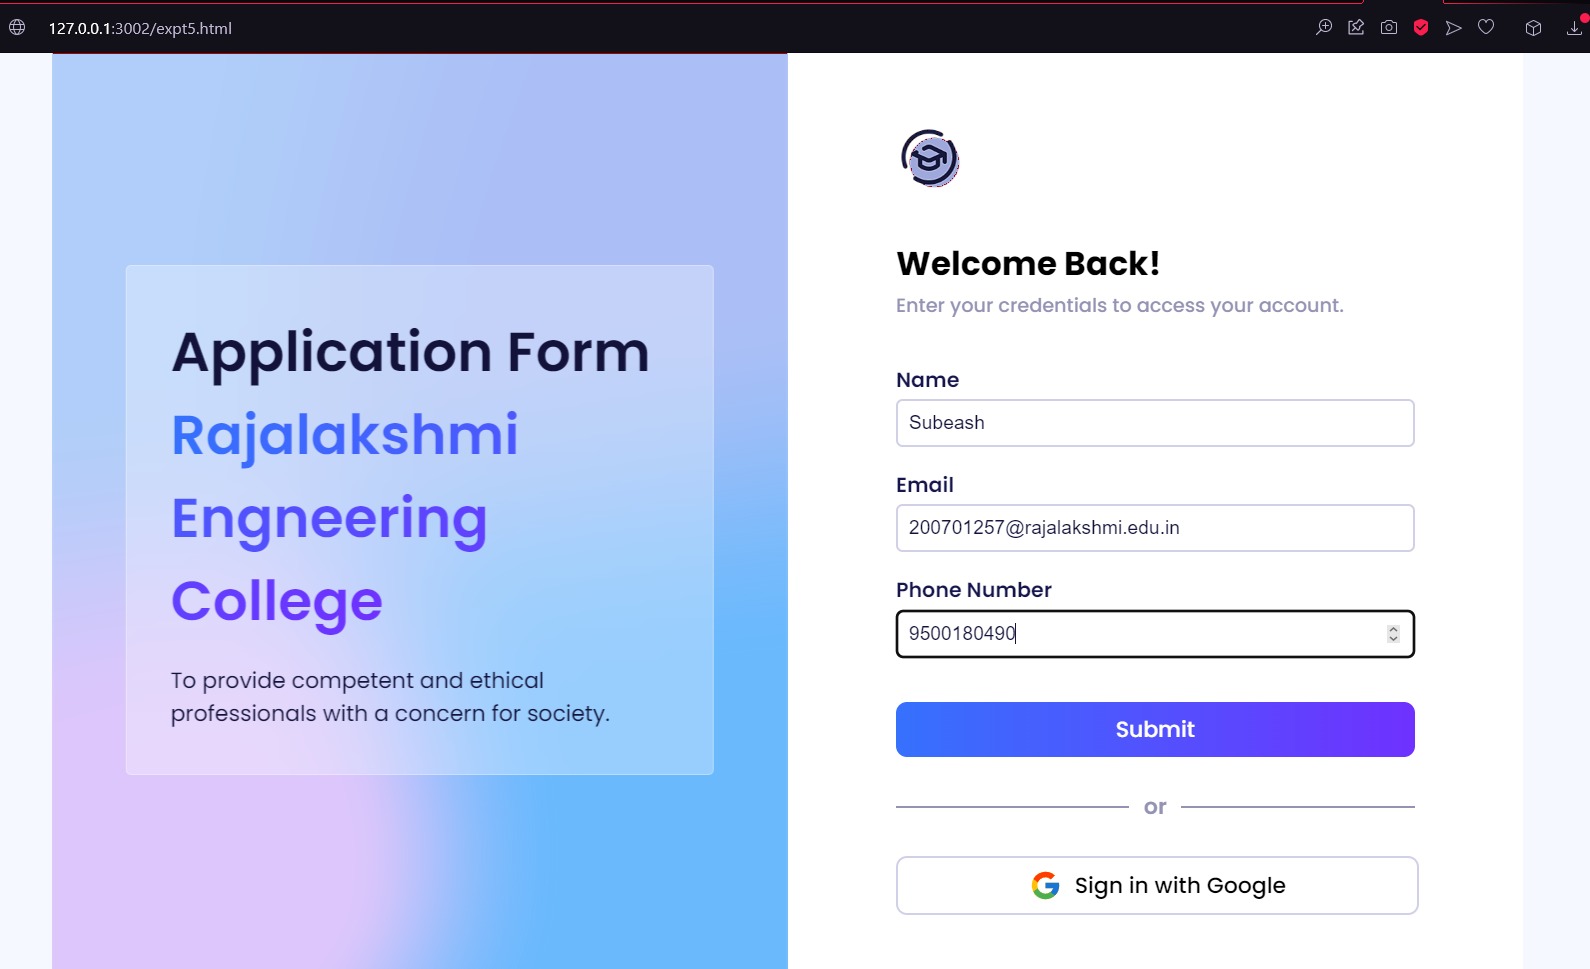 127.0.0.1:3002/expt5.html
Application Form
Rajalakshmi
Engneering
College
To provide competent and ethical
professionals with a concern for society.
Welcome Back!
Enter your credentials to access your account.
Name
Subeash
Email
200701257@rajalakshmi.edu.in
Phone Number
9500180490
Submit
or
Sign in with Google